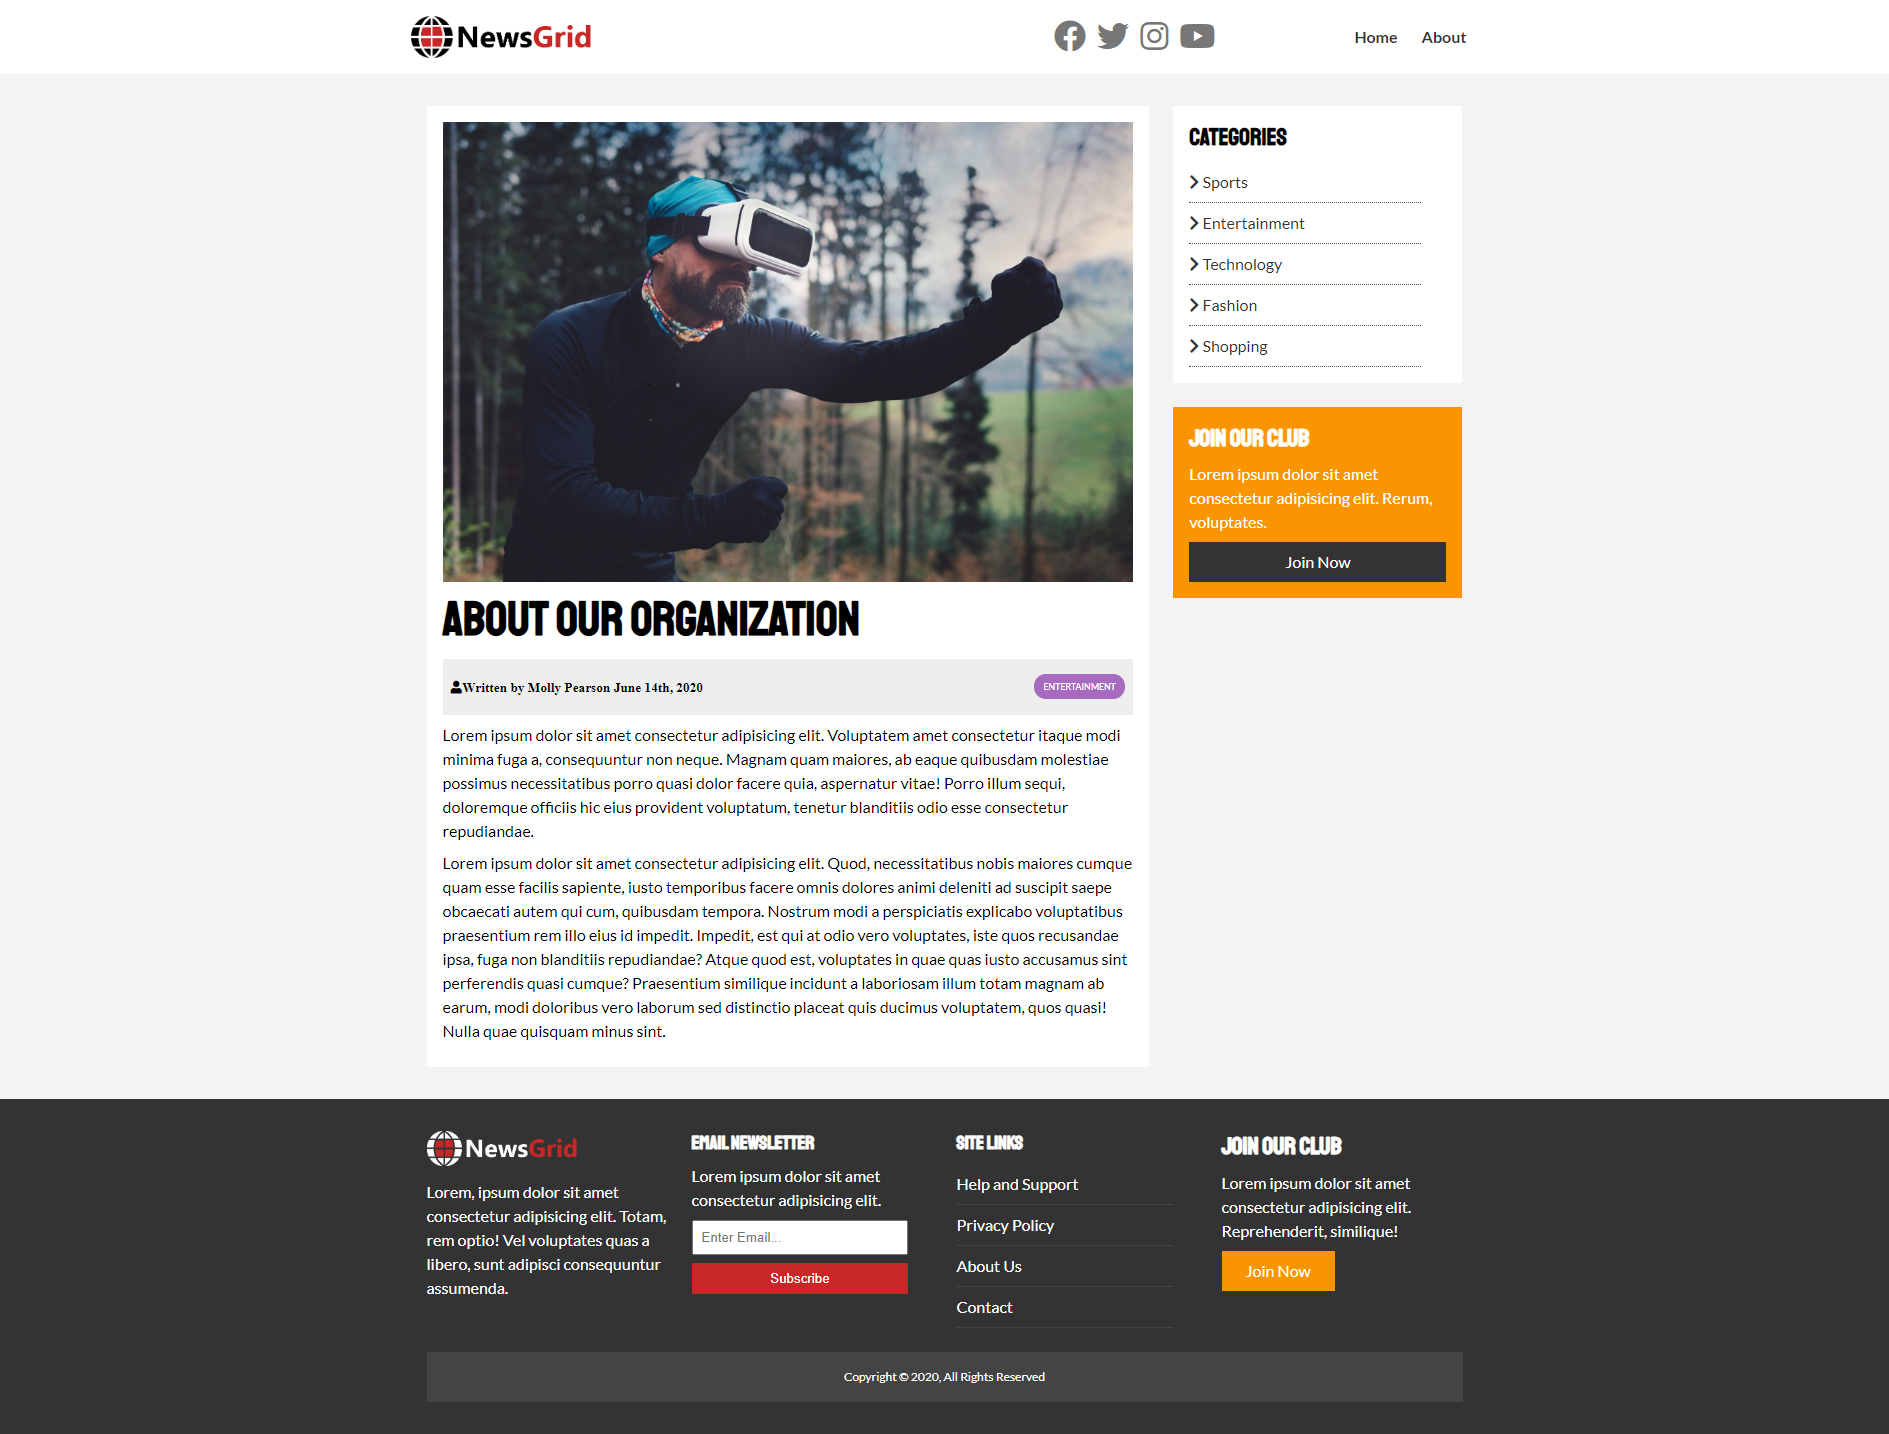 NewsGrid
Home About
CATEGORIES
Sports
Entertainment
Technology
Fashion
Shopping
JOIN OUR CLUB
Lorem ipsum dolor sit amet
consectetur adipisicing elit. Rerum,
voluptates.
Join Now
ABOUT OUR ORGANIZATION
Written by Molly Pearson June 14th, 2020
ENTERTAINMENT
Lorem ipsum dolor sit amet consectetur adipisicing elit. Voluptatem amet consectetur itaque modi
minima fuga a, consequuntur non neque. Magnam quam maiores, ab eaque quibusdam molestiae
possimus necessitatibus porro quasi dolor facere quia, aspernatur vitae! Porro illum sequi,
doloremque officiis hic eius provident voluptatum, tenetur blanditiis odio esse consectetur
repudiandae.
Lorem ipsum dolor sit amet consectetur adipisicing elit. Quod, necessitatibus nobis maiores cumque
quam esse facilis sapiente, iusto temporibus facere omnis dolores animi deleniti ad suscipit saepe
obcaecati autem qui cum, quibusdam tempora. Nostrum modi a perspiciatis explicabo voluptatibus
praesentium rem illo eius id impedit. Impedit, est qui at odio vero voluptates, iste quos recusandae
ipsa, fuga non blanditiis repudiandae? Atque quod est, voluptates in quae quas iusto accusamus sint
perferendis quasi cumque? Praesentium similique incidunt a laboriosam illum totam magnam ab
earum, modi doloribus vero laborum sed distinctio placeat quis ducimus voluptatem, quos quasi!
Nulla quae quisquam minus sint.
NewsGrid
Lorem, ipsum dolor sit amet
consectetur adipisicing elit. Totam,
rem optio! Vel voluptates quas a
libero, sunt adipisci consequuntur
assumenda.
EMAIL NEWSLETTER
Lorem ipsum dolor sit amet
consectetur adipisicing elit.
Enter Email...
Subscribe
SITE LINKS
Help and Support
Privacy Policy
About Us
Contact
JOIN OUR CLUB
Lorem ipsum dolor sit amet
consectetur adipisicing elit.
Reprehenderit, similique!
Join Now
Copyright © 2020, All Rights Reserved